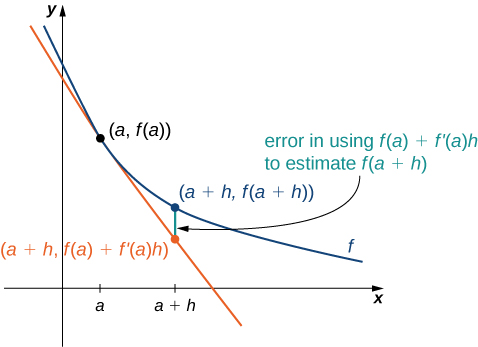 y
(a, f(a))
error in using f(a) + f'(a)h
to estimate f(a + h)
(a + h, f(a + h))
f
(a + h, f(a) + f'(a)h)
x
a
a + h